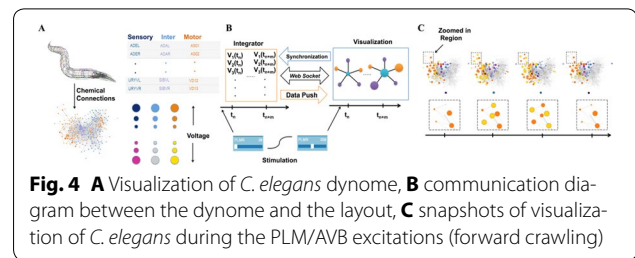 A
Sensory Inter Motor
ADEL
ADER
URYVL
URYVR
Chemical
Connections
Voltage
B
Integrator
Visualization
Synchronization
Web Socket
Data Push
Stimulation
C
Zoomed in
Region
Fig. 4 A Visualization of C. elegans dynome, B communication dia-
gram between the dynome and the layout, C snapshots of visualiza-
tion of C. elegans during the PLM/AVB excitations (forward crawling)